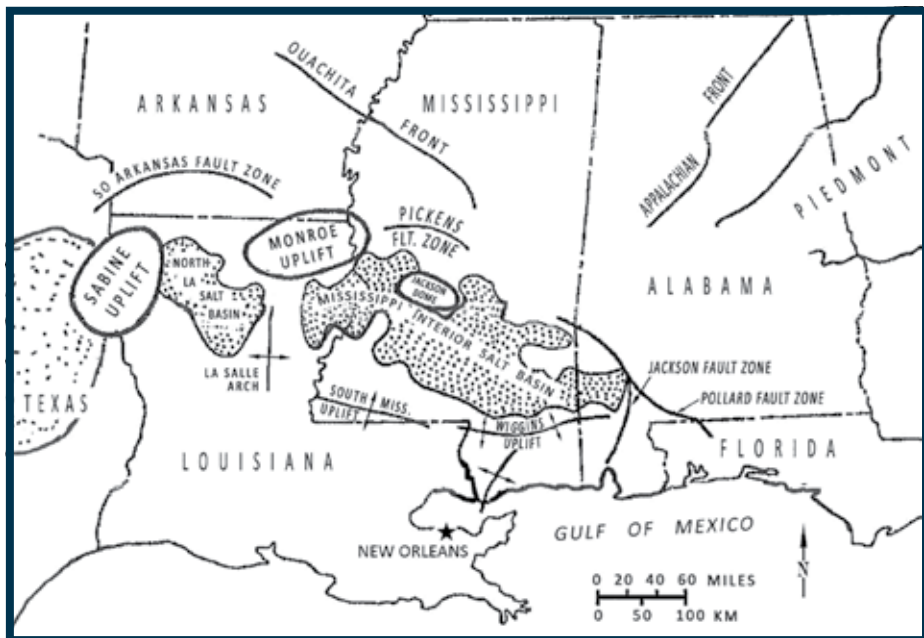 OUACHITA
FRONT
ARKANSAS
MISSISSIPPI
APPALACHIAN
FRONT
PIEDMONT
SO ARKANSAS FAULT ZONE
PICKENS
FLT. ZONE
MONROE
UPLIFT
SABINE
UPLIFT
NORTH
LA
SALT
BASIN
JACKSON
DOME
MISSISSIPPI INTERIOR SALT BASIN
ALABAMA
LA SALLE
ARCH
TEXAS
JACKSON FAULT ZONE
POLLARD FAULT ZONE
SOUTH MISS.
UPLIFT
WIGGINS
UPLIFT
LOUISIANA
FLORIDA
GULF OF MEXICO
NEW ORLEANS
N
0 20 40 60 MILES
0 50 100 KM